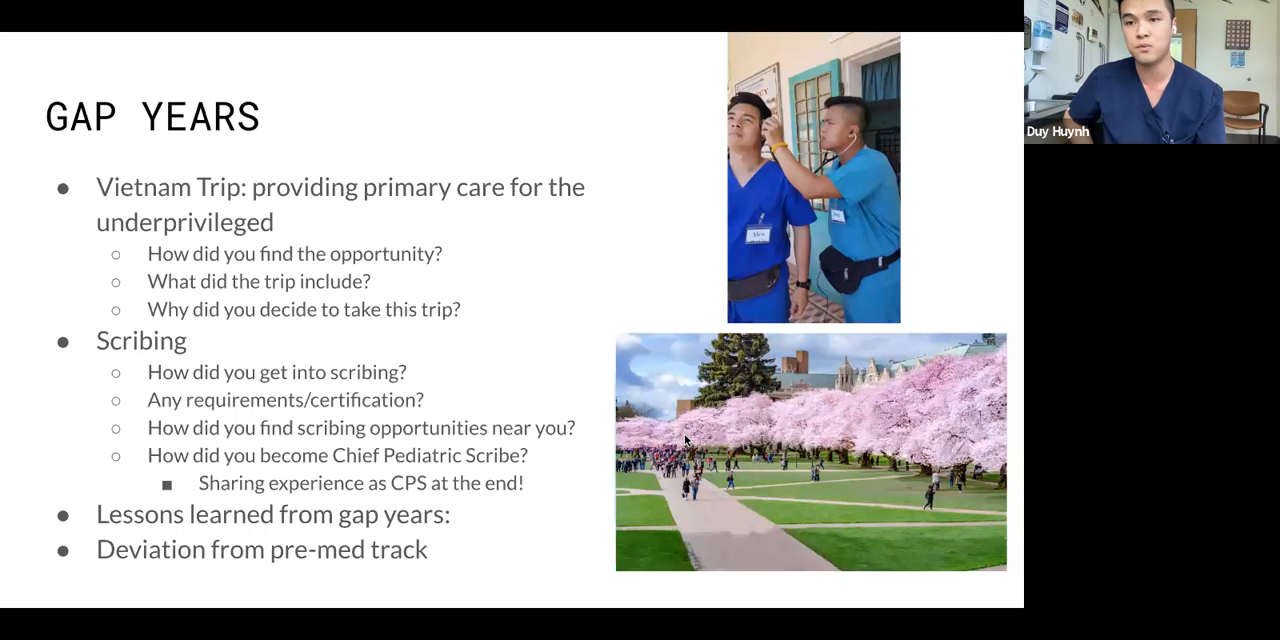 GAP YEARS
● Vietnam Trip: providing primary care for the
underprivileged
○ How did you find the opportunity?
○ What did the trip include?
○ Why did you decide to take this trip?
● Scribing
○ How did you get into scribing?
○ Any requirements/certification?
○ How did you find scribing opportunities near you?
○ How did you become Chief Pediatric Scribe?
■ Sharing experience as CPS at the end!
● Lessons learned from gap years:
● Deviation from pre-med track
Alex
Duy Huynh